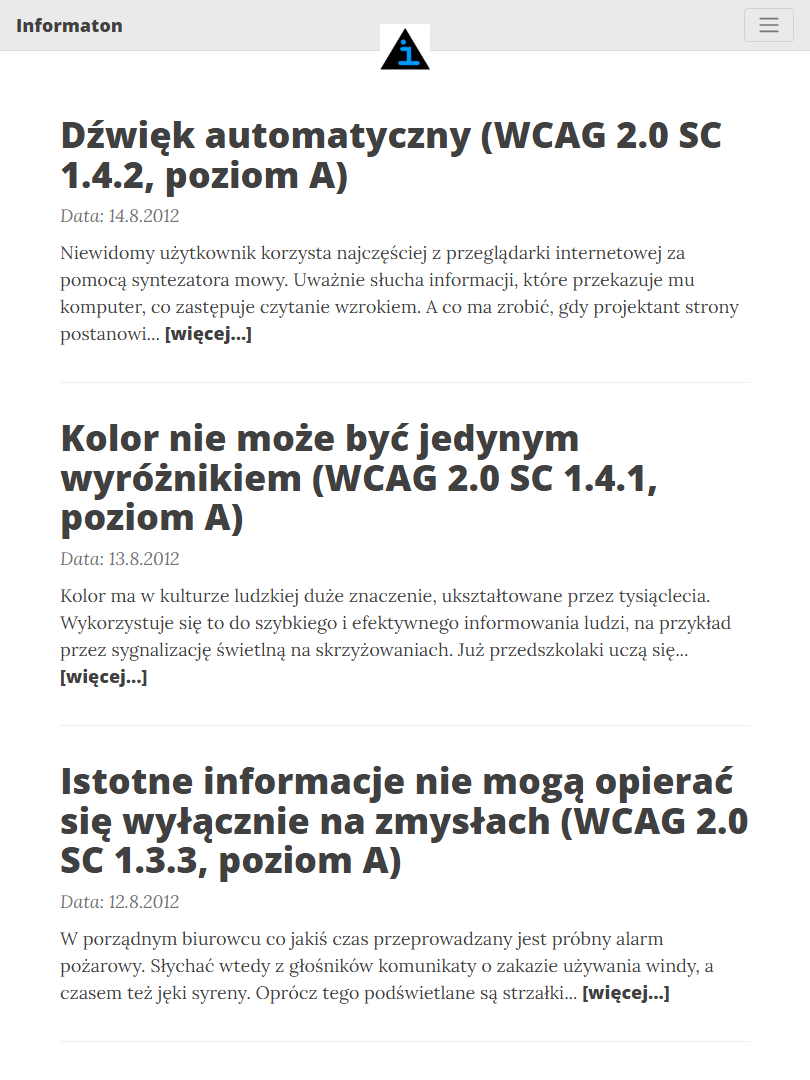 Informaton
i
Dźwięk automatyczny (WCAG 2.0 SC
1.4.2, poziom A)
Data: 14.8.2012
Niewidomy użytkownik korzysta najczęściej z przeglądarki internetowej za
pomocą syntezatora mowy. Uważnie słucha informacji, które przekazuje mu
komputer, co zastępuje czytanie wzrokiem. A co ma zrobić, gdy projektant strony
postanowi... [więcej...]
Kolor nie może być jedynym
wyróżnikiem (WCAG 2.0 SC 1.4.1,
poziom A)
Data: 13.8.2012
Kolor ma w kulturze ludzkiej duże znaczenie, ukształtowane przez tysiąclecia.
Wykorzystuje się to do szybkiego i efektywnego informowania ludzi, na przykład
przez sygnalizację świetlną na skrzyżowaniach. Już przedszkolaki uczą się...
[więcej...]
Istotne informacje nie mogą opierać
się wyłącznie na zmysłach (WCAG 2.0
SC 1.3.3, poziom A)
Data: 12.8.2012
W porządnym biurowcu co jakiś czas przeprowadzany jest próbny alarm
pożarowy. Słychać wtedy z głośników komunikaty o zakazie używania windy, a
czasem też jęki syreny. Oprócz tego podświetlane są strzałki... [więcej...]